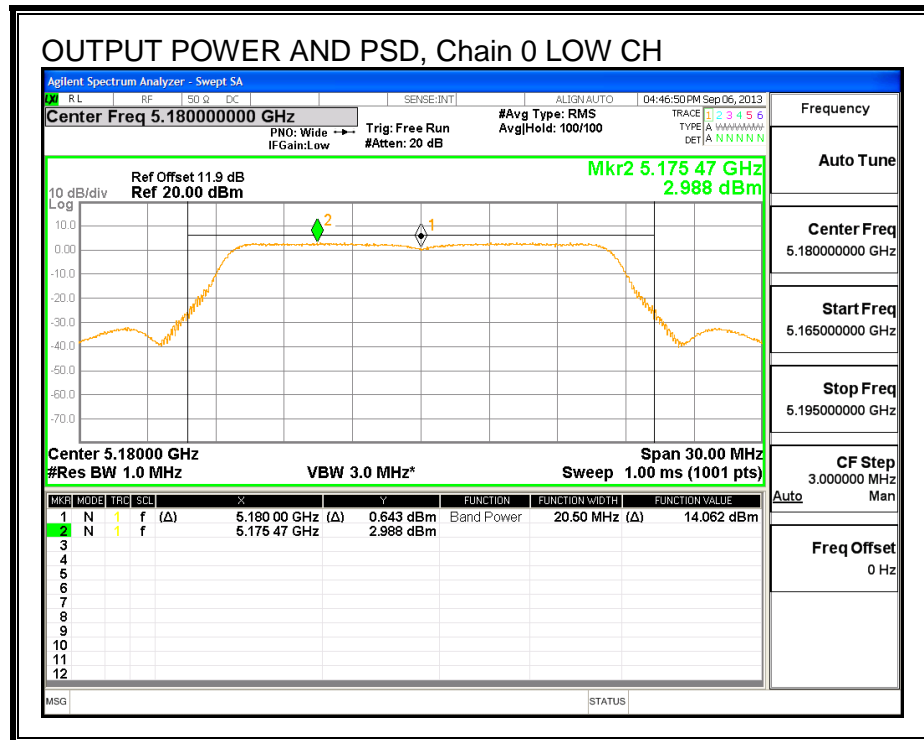 OUTPUT POWER AND PSD, Chain 0 LOW CH
Agilent Spectrum Analyzer - Swept SA
LXI RL RF 50 Ω DC SENSE:INT ALIGN AUTO 04:46:50 PM Sep 06, 2013
Center Freq 5.180000000 GHz
PNO: Wide
IFGain:Low
Trig: Free Run
#Atten: 20 dB
#Avg Type: RMS
Avg|Hold: 100/100
TRACE 1 2 3 4 5 6
TYPE A WWWWW
DET A N N N N N
Mkr2 5.175 47 GHz
2.988 dBm
Ref Offset 11.9 dB
10 dB/div Ref 20.00 dBm
Log
10.0
0.00
-10.0
-20.0
-30.0
-40.0
-50.0
-60.0
-70.0
2
1
Center 5.18000 GHz Span 30.00 MHz
#Res BW 1.0 MHz VBW 3.0 MHz* Sweep 1.00 ms (1001 pts)
MKR MODE TRC SCL X Y FUNCTION FUNCTION WIDTH FUNCTION VALUE
1 N 1 f (Δ) 5.180 00 GHz (Δ) 0.643 dBm Band Power 20.50 MHz (Δ) 14.062 dBm
2 N 1 f 5.175 47 GHz 2.988 dBm
3
4
5
6
7
8
9
10
11
12
MSG STATUS
Frequency
Auto Tune
Center Freq
5.180000000 GHz
Start Freq
5.165000000 GHz
Stop Freq
5.195000000 GHz
CF Step
3.000000 MHz
Auto Man
Freq Offset
0 Hz